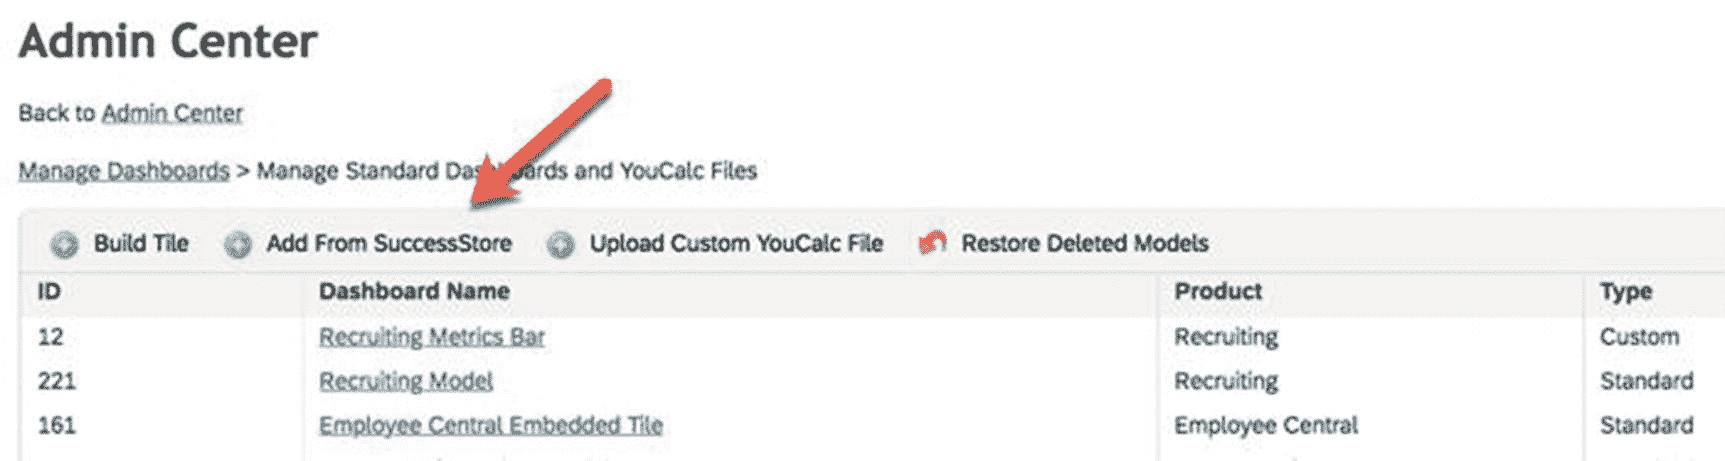 Admin Center
Back to Admin Center
Manage Dashboards > Manage Standard Dashboards and YouCalc Files
Build Tile Add From SuccessStore Upload Custom YouCalc File Restore Deleted Models
ID Dashboard Name Product Type
12 Recruiting Metrics Bar Recruiting Custom
221 Recruiting Model Recruiting Standard
161 Employee Central Embedded Tile Employee Central Standard